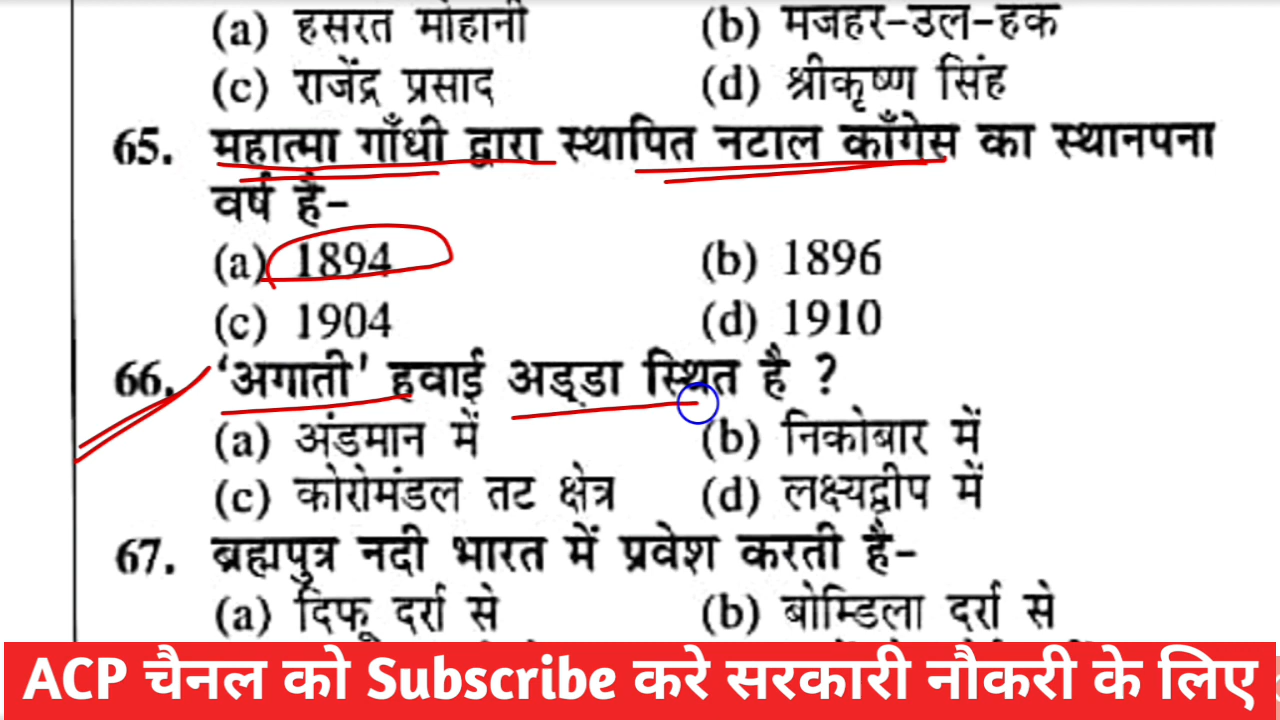 (a) हसरत मोहानी (b) मजहर-उल-हक
(c) राजेंद्र प्रसाद (d) श्रीकृष्ण सिंह
65. महात्मा गाँधी द्वारा स्थापित नटाल काँगेस का स्थानपना
वर्ष है-
(a) 1894 (b) 1896
(c) 1904 (d) 1910
66. ‘अगाती' हवाई अड्डा स्थित है ?
(a) अंडमान में (b) निकोबार में
(c) कोरोमंडल तट क्षेत्र (d) लक्ष्यद्वीप में
67. ब्रह्मपुत्र नदी भारत में प्रवेश करती है-
(a) दिफू दर्रा से (b) बोम्डिला दर्रा से
ACP चैनल को Subscribe करे सरकारी नौकरी के लिए